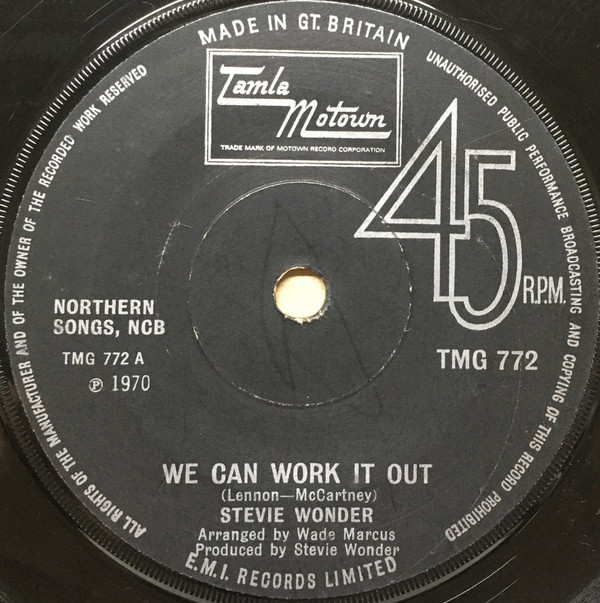 MADE IN GT. BRITAIN
UNAUTHORISED PUBLIC PERFORMANCE BROADCASTING AND COPYING OF THIS RECORD PROHIBITED
ALL RIGHTS OF THE MANUFACTURER AND OF THE OWNER OF THE RECORDED WORK RESERVED
Tamla
Motown
TRADE MARK OF MOTOWN RECORD CORPORATION
45
R.P.M.
NORTHERN
SONGS, NCB
TMG 772 A
℗ 1970
TMG 772
WE CAN WORK IT OUT
(Lennon—McCartney)
STEVIE WONDER
Arranged by Wade Marcus
Produced by Stevie Wonder
E.M.I. RECORDS LIMITED